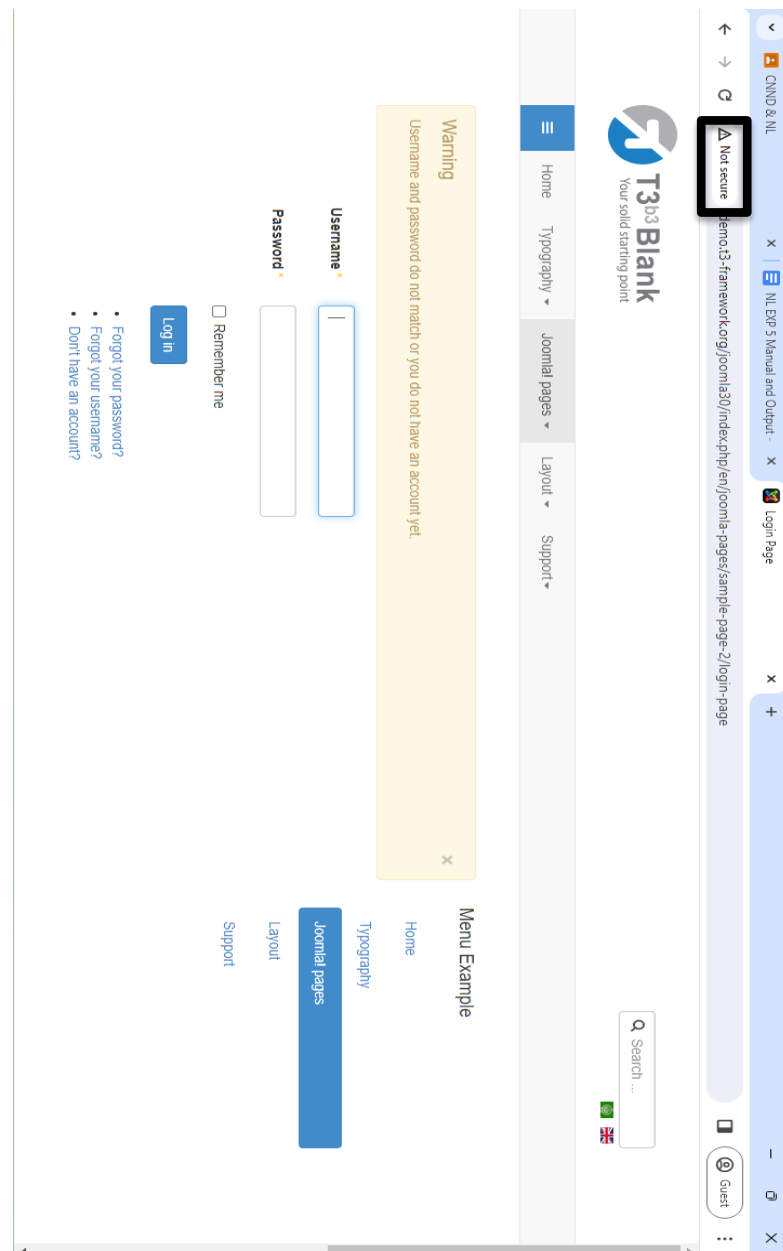 CNND & NL
NL EXP 5 Manual and Output -
Login Page
Not secure
demo.t3-framework.org/joomla30/index.php/en/joomla-pages/sample-page-2/login-page
Guest
T3 b3 Blank
Your solid starting point
Search ...
Home
Typography
Joomla! pages
Layout
Support
Warning
Username and password do not match or you do not have an account yet.
Username *
Password *
Remember me
Log in
Forgot your password?
Forgot your username?
Don't have an account?
Menu Example
Home
Typography
Joomla! pages
Layout
Support